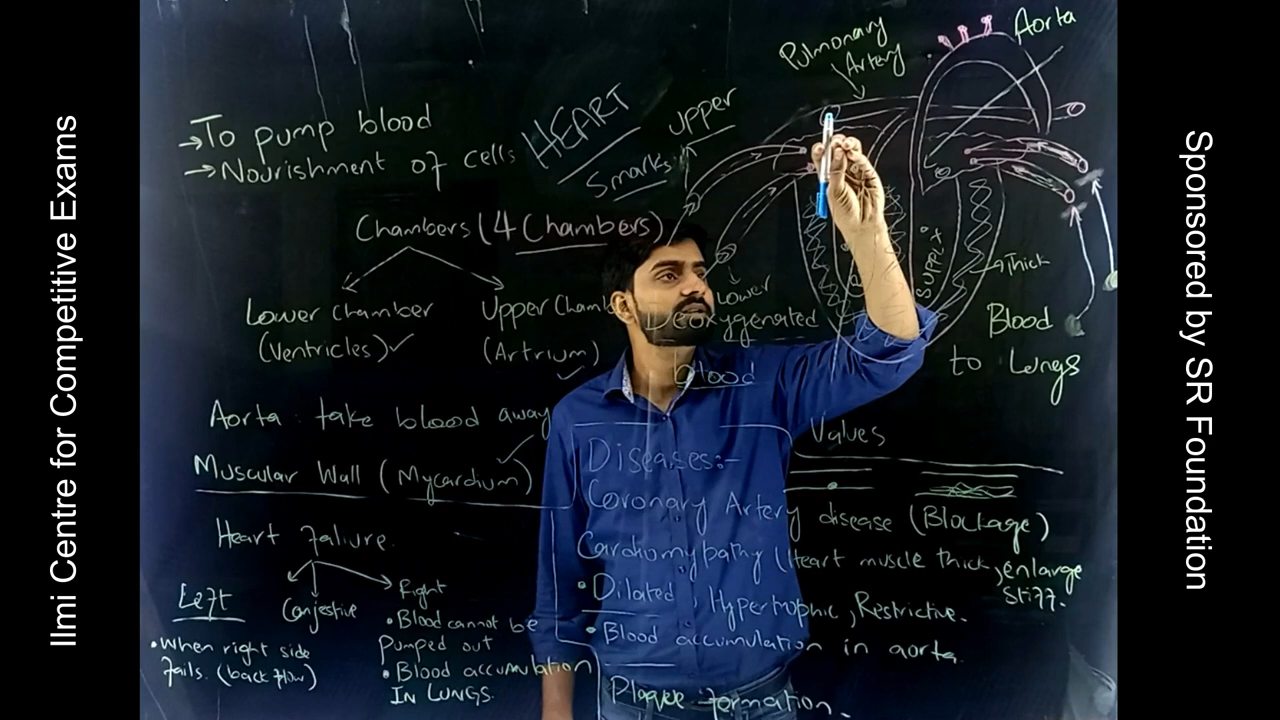 Ilmi Centre for Competitive Exams
→To pump blood
→Nourishment of cells
HEART
5marks
Upper
Pulmonary
Artery
Aorta
Chambers (4 Chambers)
Lower chamber
(Ventricles)✓
Upper Chamb
(Artrium)
✓
Lower
Deoxygenated
blood
Thick
Blood
to Lungs
Aorta : take blood away
Muscular Wall (Mycardium)
Values
Diseases:-
Coronary Artery disease (Blockage)
Cardiomypathy (Heart muscle thick, enlarge
stiff.
• Dilated, Hypertrophic, Restrictive.
• Blood accumulation in aorta.
Plaque formation.
Heart failure.
Left
Conjestive
Right
• When right side
fails. (back flow)
• Blood cannot be
Pumped out
• Blood accumulation
IN LUNGS.
Sponsored by SR Foundation